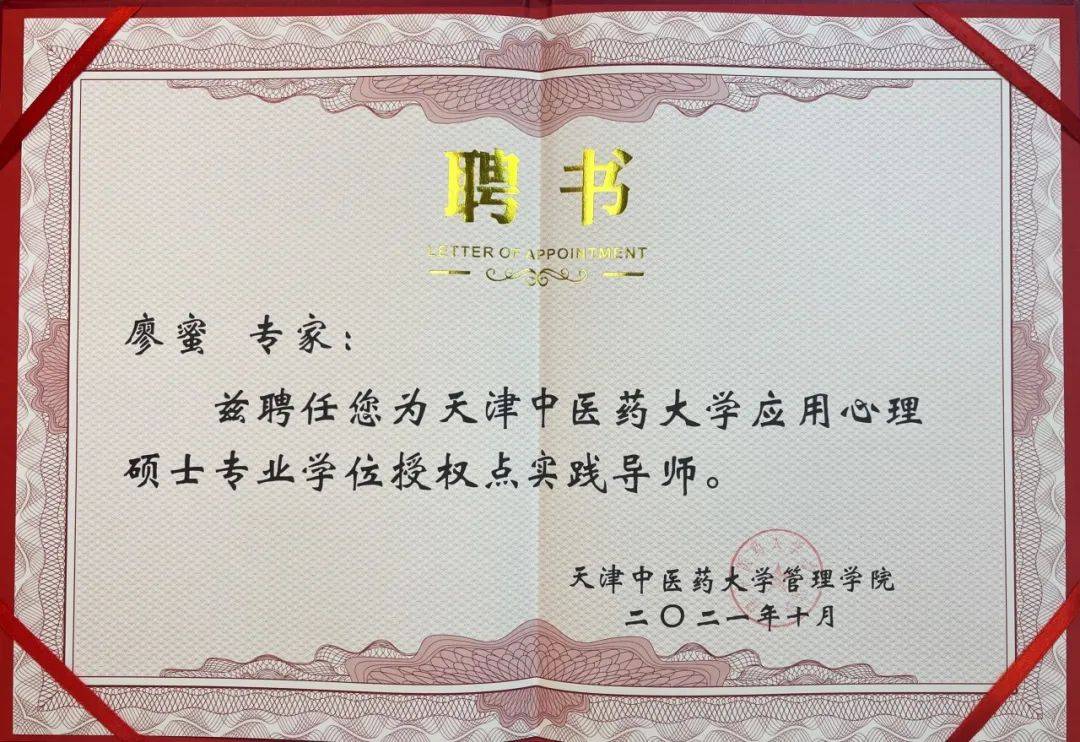 聘书
LETTER OF APPOINTMENT
廖蜜 专家：
兹聘任您为天津中医药大学应用心理
硕士专业学位授权点实践导师。
天津中医药大学管理学院
二〇二一年十月